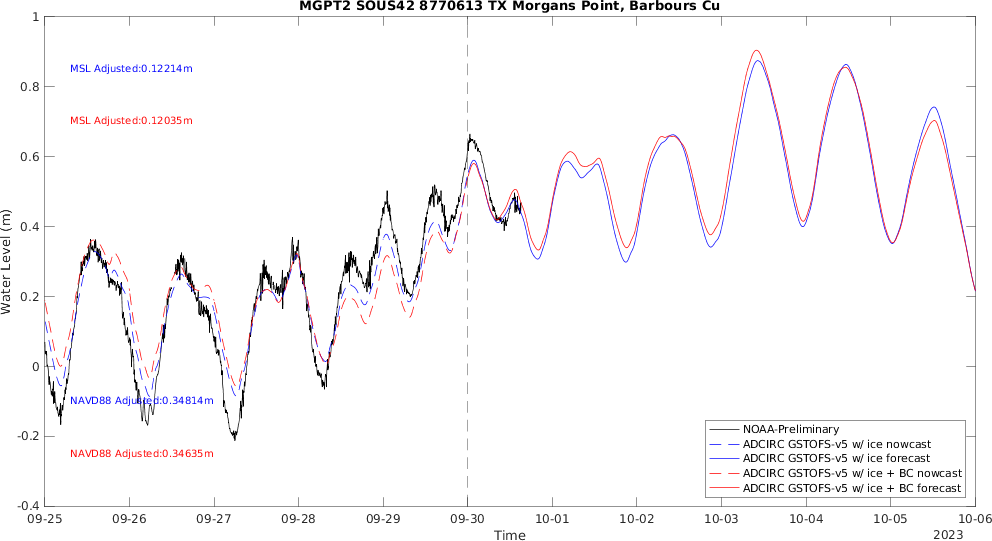 MGPT2 SOUS42 8770613 TX Morgans Point, Barbours Cu
MSL Adjusted:0.12214m
MSL Adjusted:0.12035m
NAVD88 Adjusted:0.34814m
NAVD88 Adjusted:0.34635m
Water Level (m)
1
0.8
0.6
0.4
0.2
0
-0.2
-0.4
NOAA-Preliminary
ADCIRC GSTOFS-v5 w/ ice nowcast
ADCIRC GSTOFS-v5 w/ ice forecast
ADCIRC GSTOFS-v5 w/ ice + BC nowcast
ADCIRC GSTOFS-v5 w/ ice + BC forecast
09-25 09-26 09-27 09-28 09-29 09-30 10-01 10-02 10-03 10-04 10-05 10-06
Time
2023